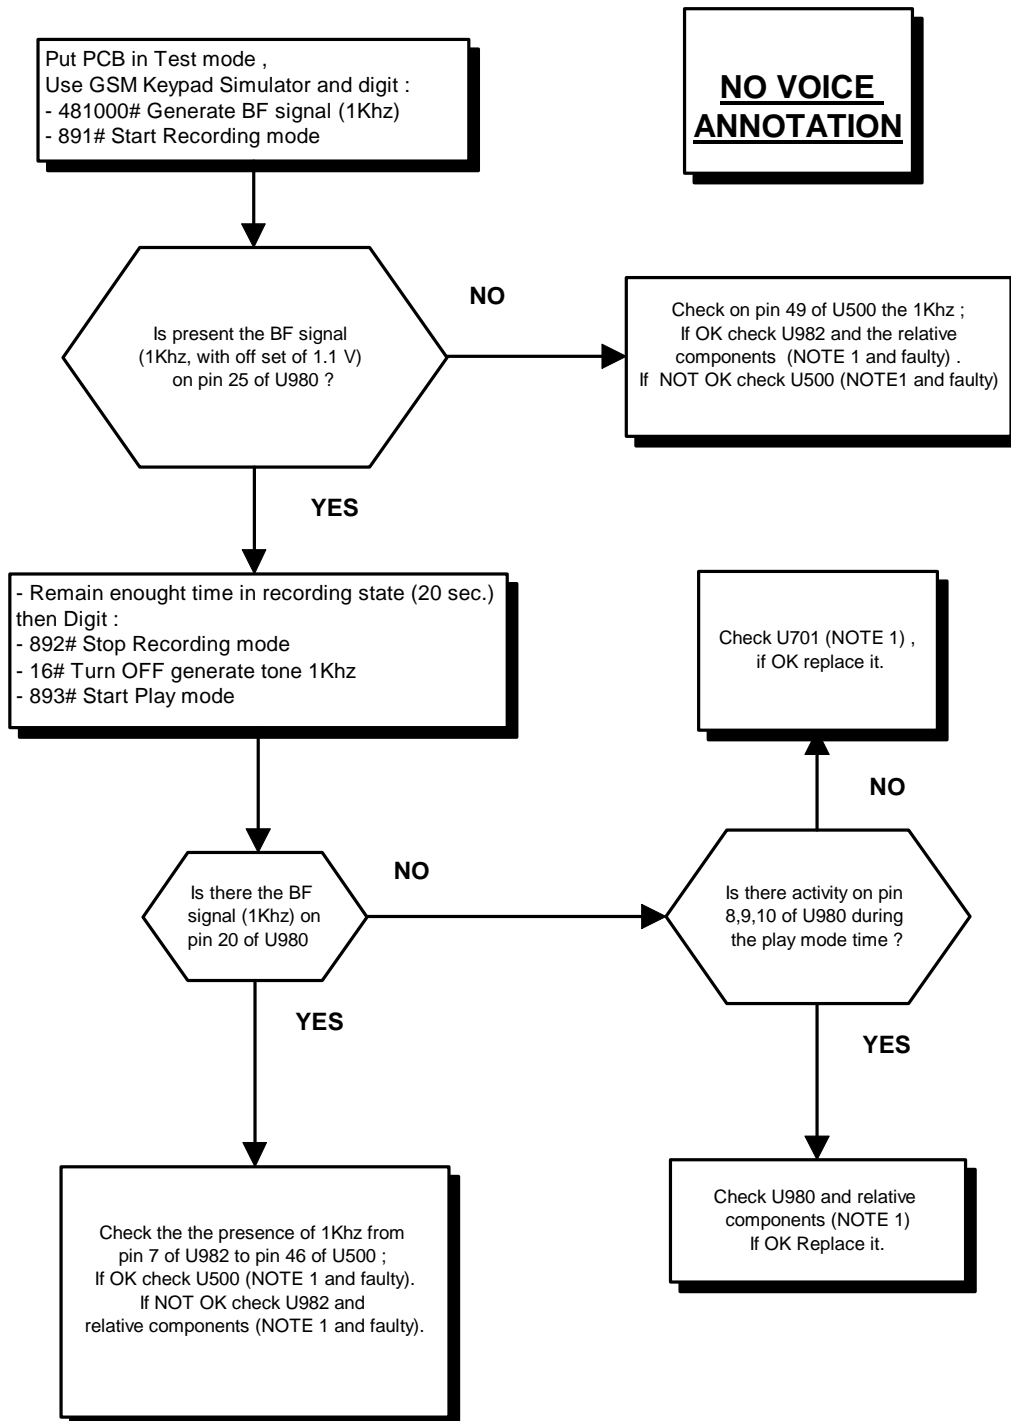 Put PCB in Test mode ,
Use GSM Keypad Simulator and digit :
- 481000# Generate BF signal (1Khz)
- 891# Start Recording mode
NO VOICE
ANNOTATION
Is present the BF signal
(1Khz, with off set of 1.1 V)
on pin 25 of U980 ?
NO
Check on pin 49 of U500 the 1Khz ;
If OK check U982 and the relative
components (NOTE 1 and faulty) .
If NOT OK check U500 (NOTE1 and faulty)
YES
- Remain enought time in recording state (20 sec.)
then Digit :
- 892# Stop Recording mode
- 16# Turn OFF generate tone 1Khz
- 893# Start Play mode
Check U701 (NOTE 1) ,
if OK replace it.
NO
Is there the BF
signal (1Khz) on
pin 20 of U980
NO
Is there activity on pin
8,9,10 of U980 during
the play mode time ?
YES
YES
Check the the presence of 1Khz from
pin 7 of U982 to pin 46 of U500 ;
If OK check U500 (NOTE 1 and faulty).
If NOT OK check U982 and
relative components (NOTE 1 and faulty).
Check U980 and relative
components (NOTE 1)
If OK Replace it.